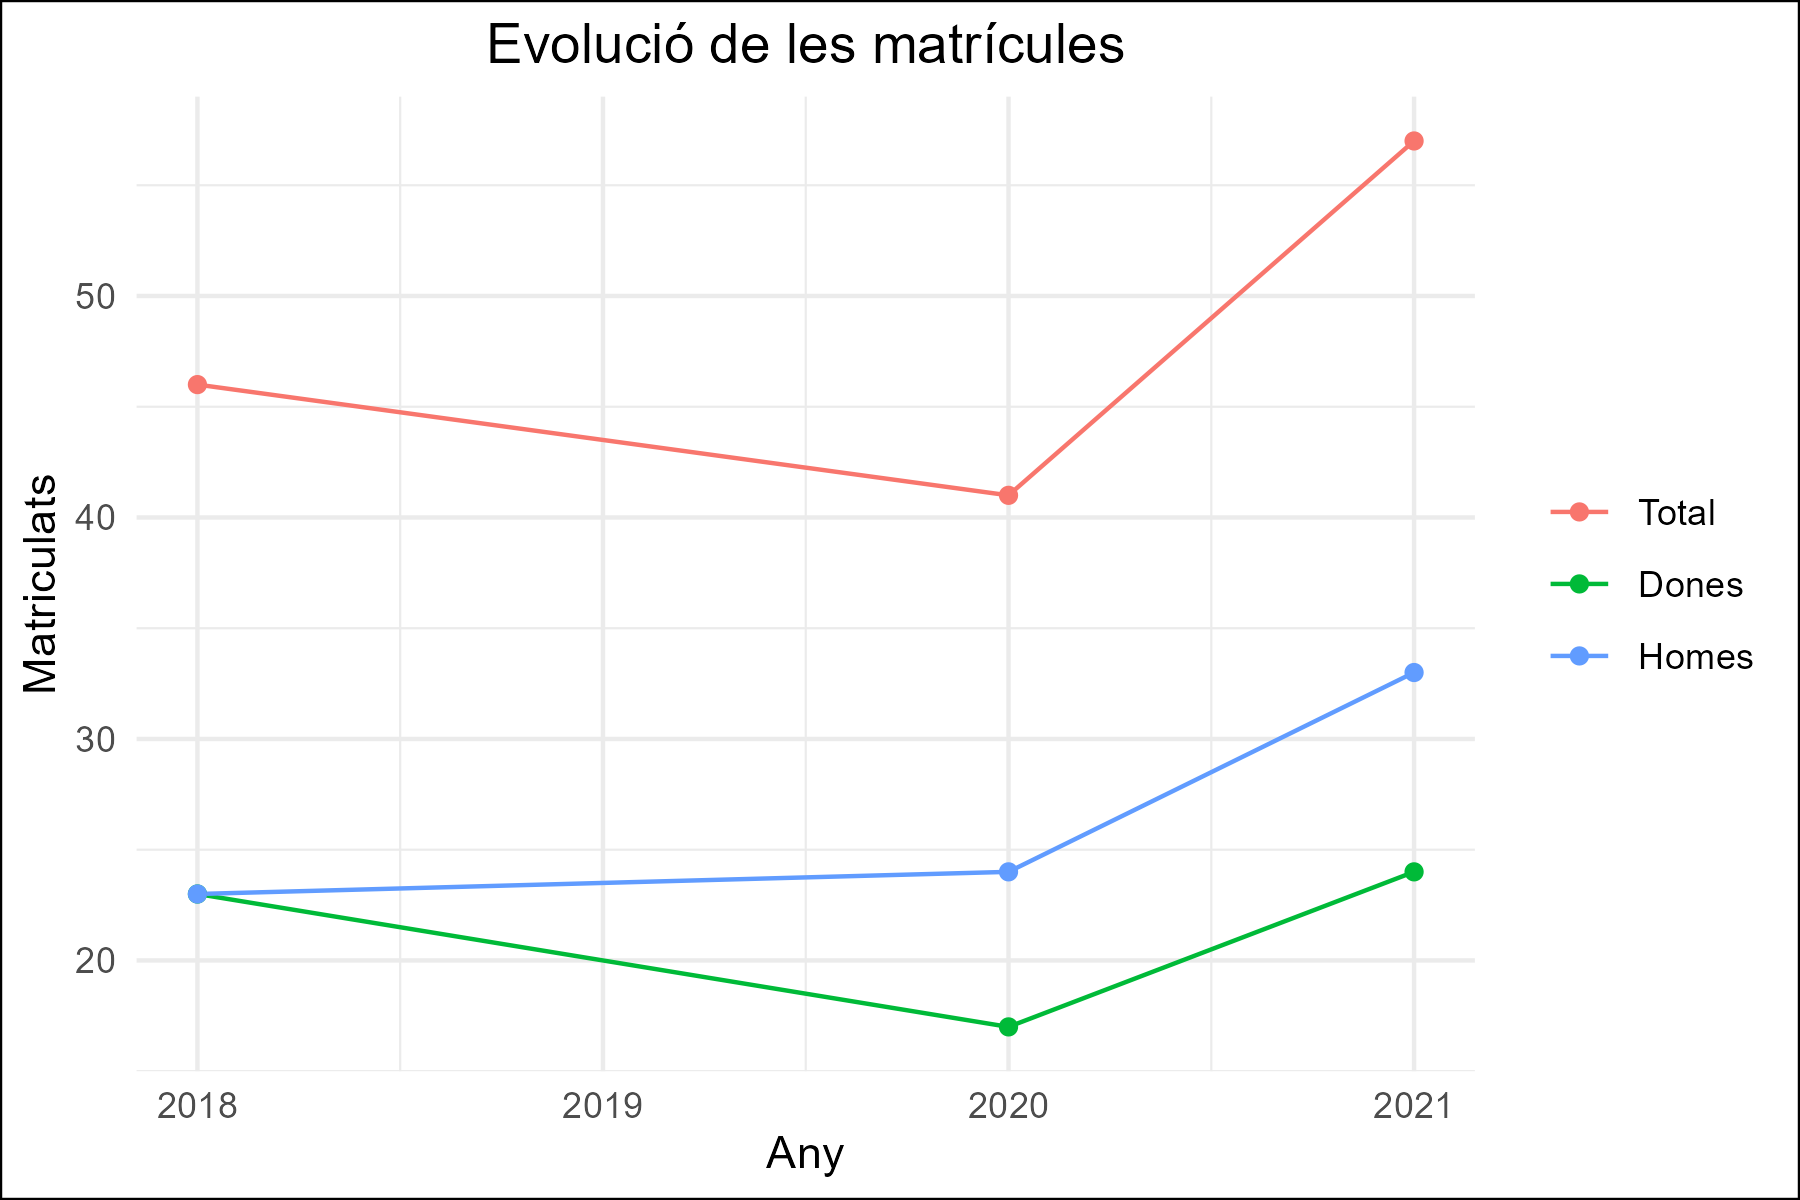 Evolució de les matrícules
Matriculats
50
40
30
20
2018 2019 2020 2021
Any
Total
Dones
Homes